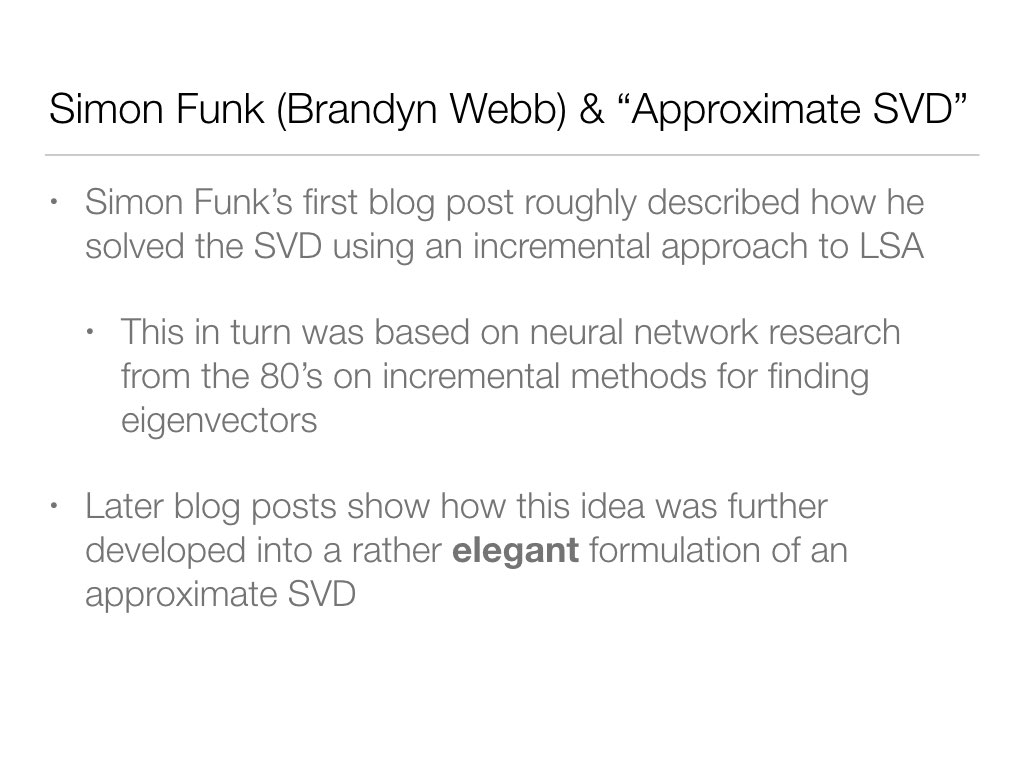 Simon Funk (Brandyn Webb) & “Approximate SVD”
• Simon Funk’s first blog post roughly described how he
solved the SVD using an incremental approach to LSA
• This in turn was based on neural network research
from the 80’s on incremental methods for finding
eigenvectors
• Later blog posts show how this idea was further
developed into a rather elegant formulation of an
approximate SVD